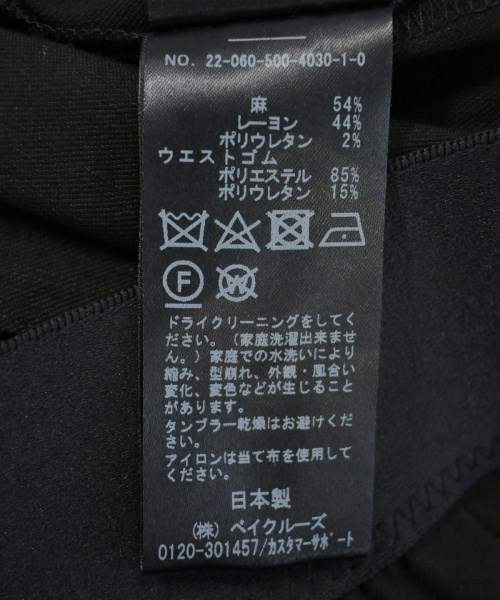 NO. 22-060-500-4030-1-0
麻 54%
レーヨン 44%
ポリウレタン 2%
ウエストゴム
ポリエステル 85%
ポリウレタン 15%
F W
ドライクリーニングをしてく
ださい。(家庭洗濯出来ませ
ん。)家庭での水洗いにより
縮み、型崩れ、外観・風合い
変化、変色などが生じること
があります。
タンブラー乾燥はお避けくだ
さい。
アイロンは当て布を使用して
ください。
日本製
(株) ベイクルーズ
0120-301457/カスタマーサポート